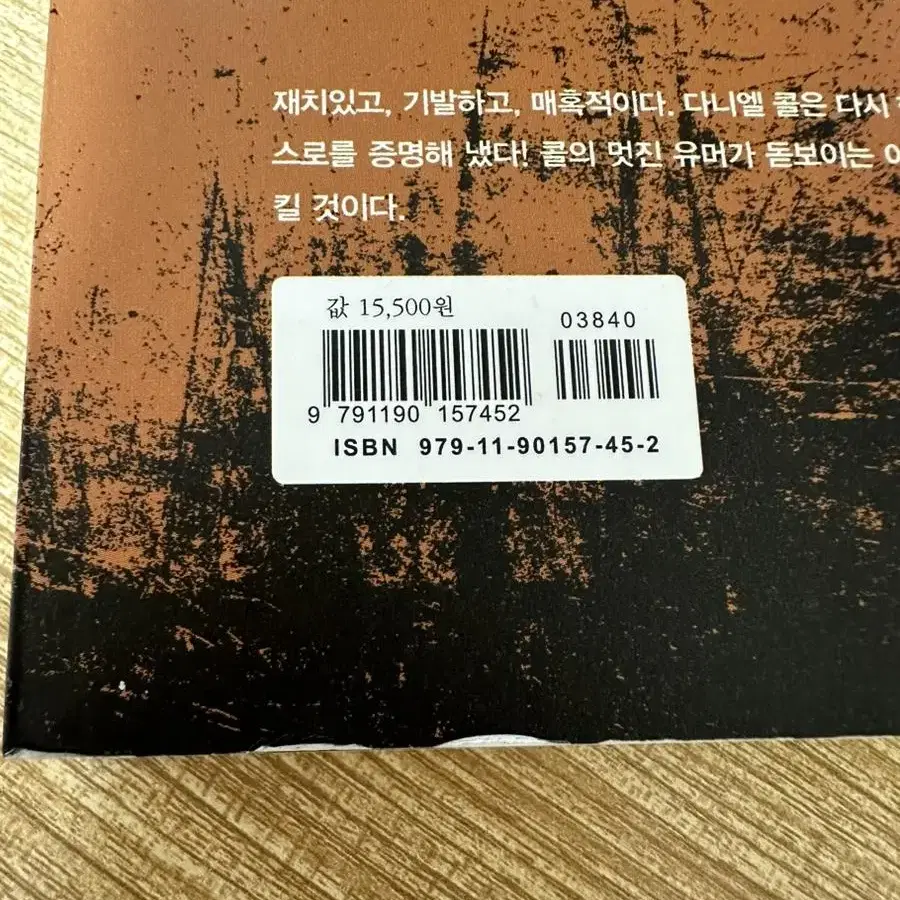 재치있고, 기발하고, 매혹적이다. 다니엘 콜은 다시
스로를 증명해 냈다! 콜의 멋진 유머가 돋보이는
킬 것이다.
값 15,500원
03840
9 791190 157452
ISBN 979-11-90157-45-2